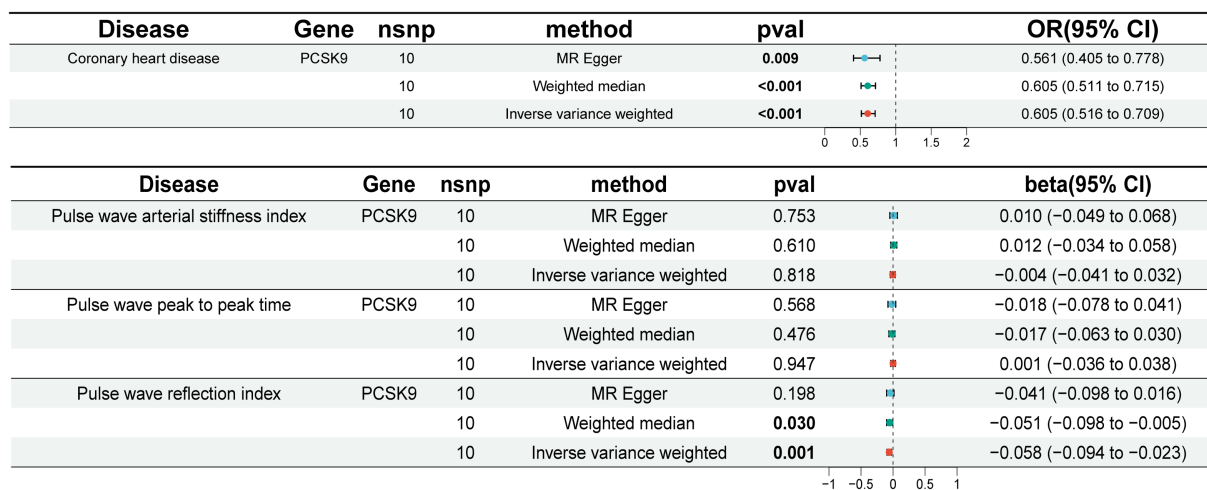 Disease Gene nsnp method pval OR(95% CI)
Coronary heart disease PCSK9 10 MR Egger 0.009 0.561 (0.405 to 0.778)
10 Weighted median <0.001 0.605 (0.511 to 0.715)
10 Inverse variance weighted <0.001 0.605 (0.516 to 0.709)
0 0.5 1 1.5 2
Disease Gene nsnp method pval beta(95% CI)
Pulse wave arterial stiffness index PCSK9 10 MR Egger 0.753 0.010 (−0.049 to 0.068)
10 Weighted median 0.610 0.012 (−0.034 to 0.058)
10 Inverse variance weighted 0.818 −0.004 (−0.041 to 0.032)
Pulse wave peak to peak time PCSK9 10 MR Egger 0.568 −0.018 (−0.078 to 0.041)
10 Weighted median 0.476 −0.017 (−0.063 to 0.030)
10 Inverse variance weighted 0.947 0.001 (−0.036 to 0.038)
Pulse wave reflection index PCSK9 10 MR Egger 0.198 −0.041 (−0.098 to 0.016)
10 Weighted median 0.030 −0.051 (−0.098 to −0.005)
10 Inverse variance weighted 0.001 −0.058 (−0.094 to −0.023)
−1 −0.5 0 0.5 1